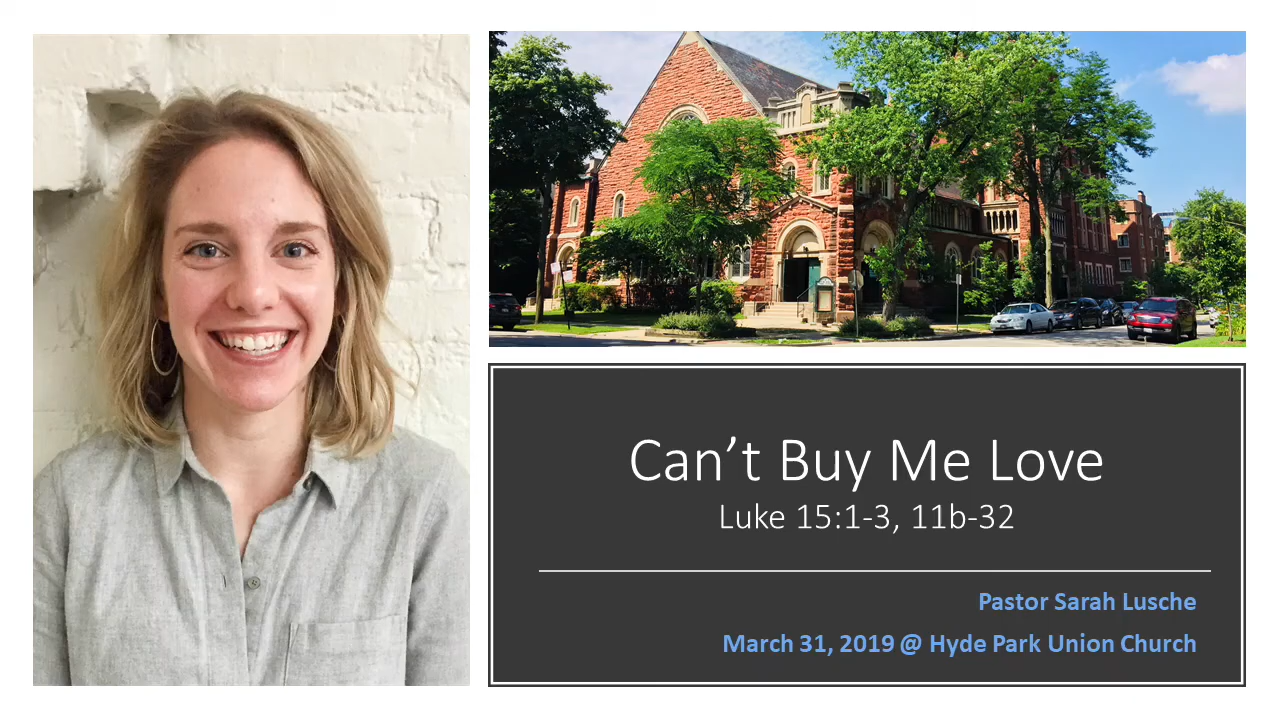 Can’t Buy Me Love
Luke 15:1-3, 11b-32
Pastor Sarah Lusche
March 31, 2019 @ Hyde Park Union Church